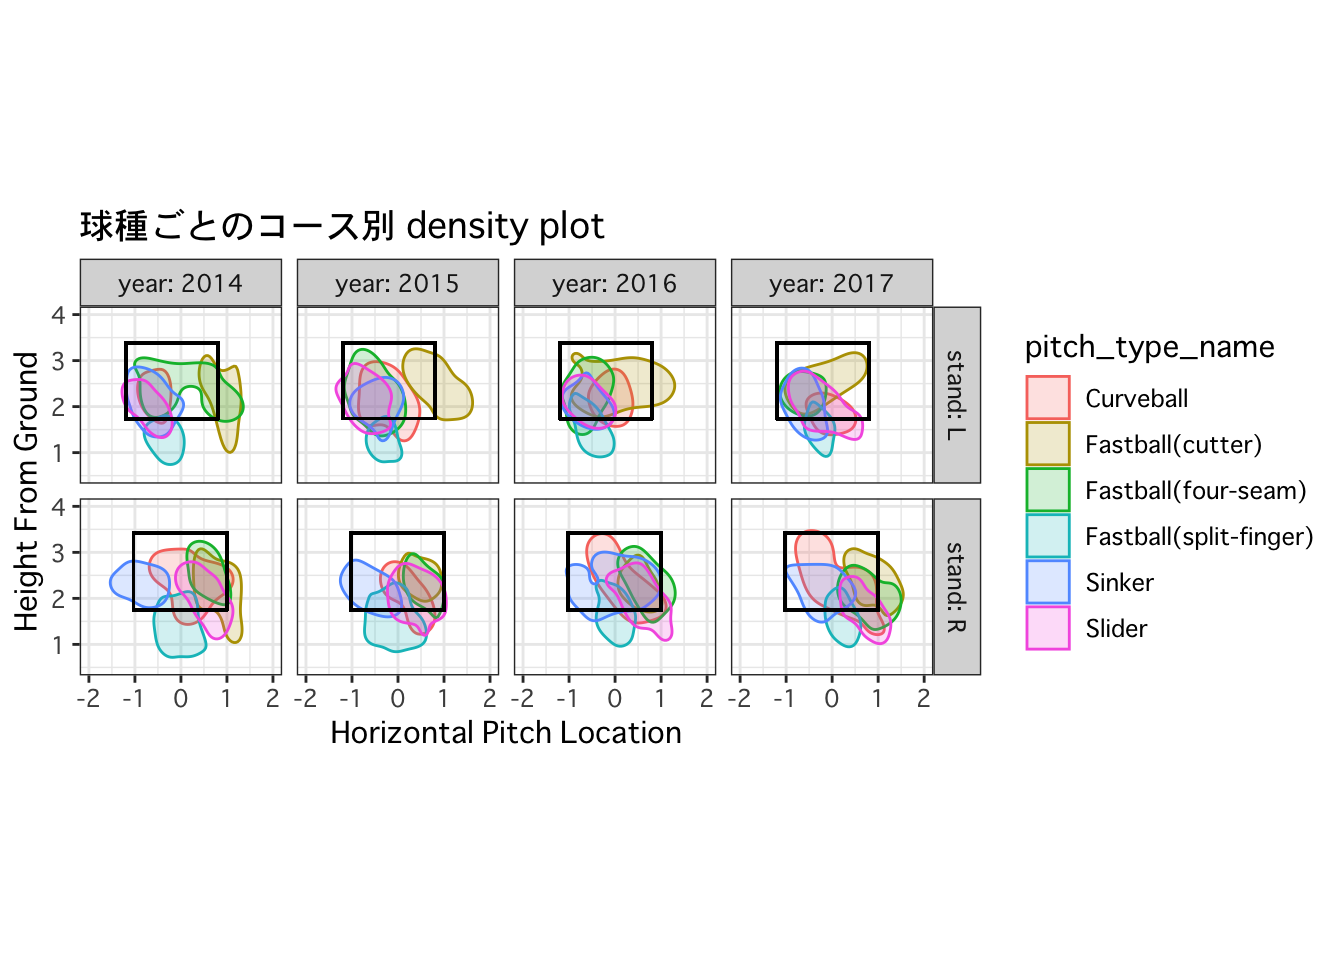 球種ごとのコース別 density plot
year: 2014
year: 2015
year: 2016
year: 2017
4
3
2
1
stand: L
4
3
2
1
stand: R
-2 -1 0 1 2
-2 -1 0 1 2
-2 -1 0 1 2
-2 -1 0 1 2
Horizontal Pitch Location
Height From Ground
pitch_type_name
Curveball
Fastball(cutter)
Fastball(four-seam)
Fastball(split-finger)
Sinker
Slider